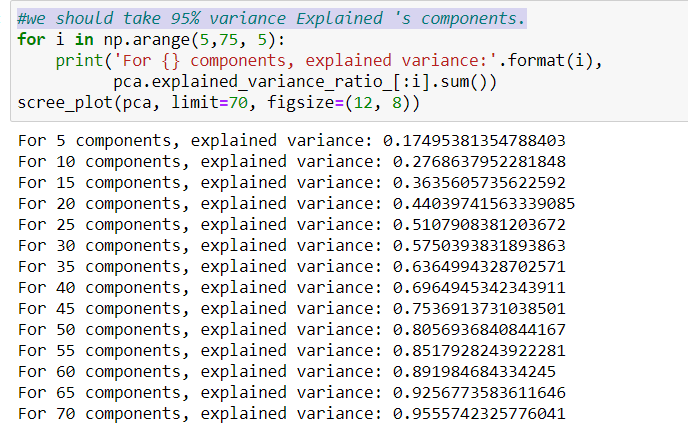 #we should take 95% variance Explained 's components.
for i in np.arange(5,75, 5):
    print('For {} components, explained variance:'.format(i),
          pca.explained_variance_ratio_[:i].sum())
scree_plot(pca, limit=70, figsize=(12, 8))
For 5 components, explained variance: 0.17495381354788403
For 10 components, explained variance: 0.2768637952281848
For 15 components, explained variance: 0.3635605735622592
For 20 components, explained variance: 0.44039741563339085
For 25 components, explained variance: 0.5107908381203672
For 30 components, explained variance: 0.5750393831893863
For 35 components, explained variance: 0.6364994328702571
For 40 components, explained variance: 0.6964945342343911
For 45 components, explained variance: 0.7536913731038501
For 50 components, explained variance: 0.8056936840844167
For 55 components, explained variance: 0.8517928243922281
For 60 components, explained variance: 0.891984684334245
For 65 components, explained variance: 0.9256773583611646
For 70 components, explained variance: 0.9555742325776041